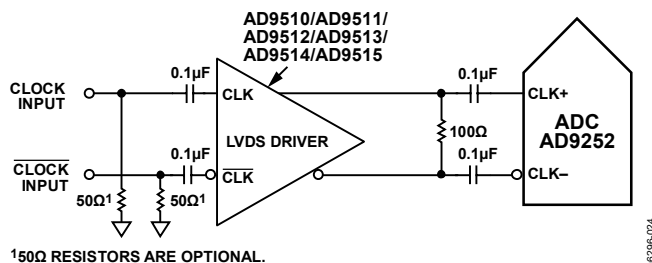 AD9510/AD9511/
AD9512/AD9513/
AD9514/AD9515
CLOCK
INPUT
0.1µF
CLK
LVDS DRIVER
CLOCK
INPUT
0.1µF
CLK
50Ω¹
50Ω¹
0.1µF
100Ω
0.1µF
CLK+
ADC
AD9252
CLK–
¹50Ω RESISTORS ARE OPTIONAL.
6296-024